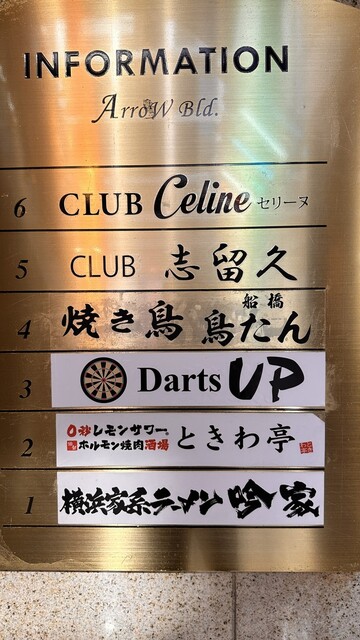 INFORMATION
ArroW Bld.
6 CLUB Celine セリーヌ
5 CLUB 志留久
4 焼き鳥 船橋 鳥たん
3 Darts UP
2 0秒レモンサワー ホルモン焼肉酒場 ときわ亭
1 横浜家系ラーメン 吟家